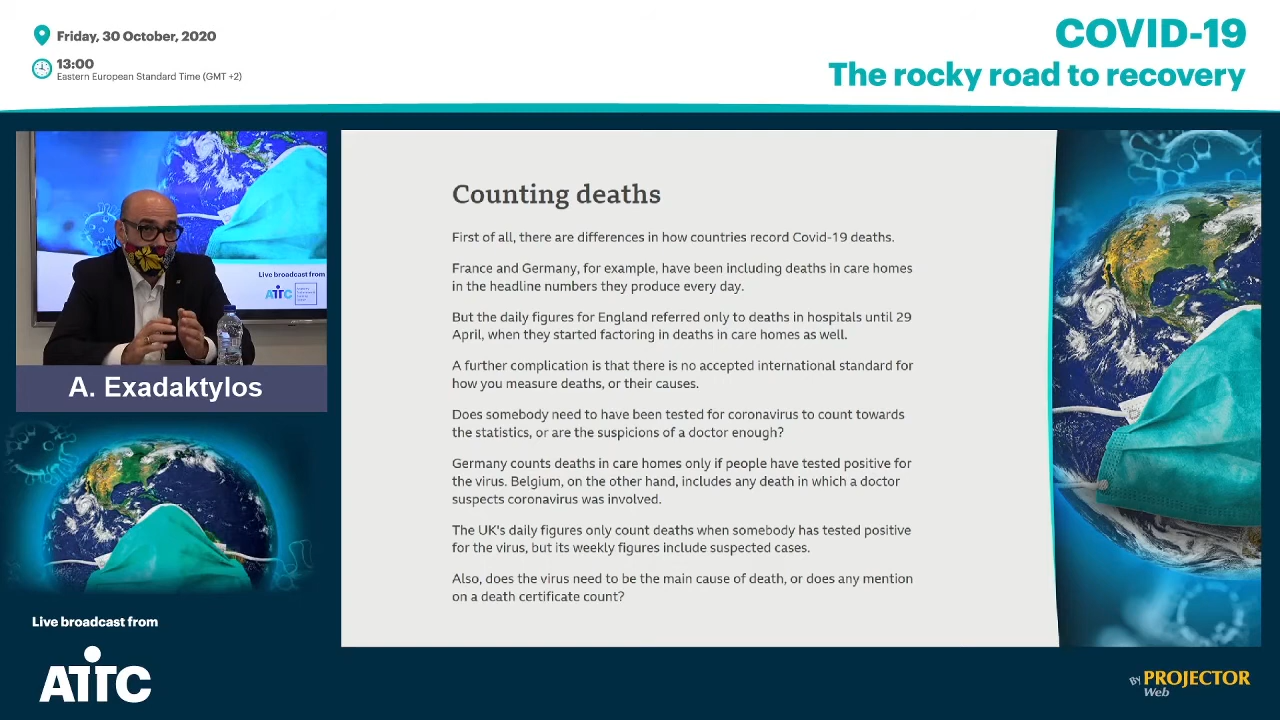 Friday, 30 October, 2020
13:00
Eastern European Standard Time (GMT +2)
COVID-19
The rocky road to recovery
Live broadcast from
ATTC
A. Exadaktylos
Counting deaths
First of all, there are differences in how countries record Covid-19 deaths.
France and Germany, for example, have been including deaths in care homes
in the headline numbers they produce every day.
But the daily figures for England referred only to deaths in hospitals until 29
April, when they started factoring in deaths in care homes as well.
A further complication is that there is no accepted international standard for
how you measure deaths, or their causes.
Does somebody need to have been tested for coronavirus to count towards
the statistics, or are the suspicions of a doctor enough?
Germany counts deaths in care homes only if people have tested positive for
the virus. Belgium, on the other hand, includes any death in which a doctor
suspects coronavirus was involved.
The UK's daily figures only count deaths when somebody has tested positive
for the virus, but its weekly figures include suspected cases.
Also, does the virus need to be the main cause of death, or does any mention
on a death certificate count?
Live broadcast from
ATTC
By PROJECTOR
Web